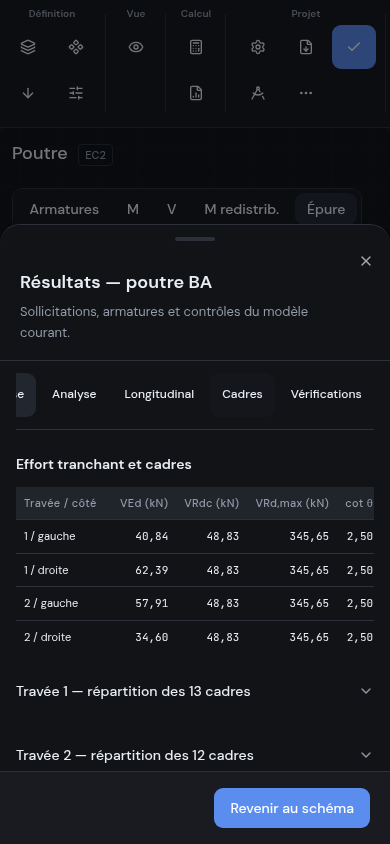 Définition Vue Calcul Projet
Poutre EC2
Armatures M V M redistrib. Épure
Résultats — poutre BA
Sollicitations, armatures et contrôles du modèle
courant.
e Analyse Longitudinal Cadres Vérifications
Effort tranchant et cadres
Travée / côté VEd (kN) VRdc (kN) VRd,max (kN) cot θ
1 / gauche 40,84 48,83 345,65 2,50
1 / droite 62,39 48,83 345,65 2,50
2 / gauche 57,91 48,83 345,65 2,50
2 / droite 34,60 48,83 345,65 2,50
Travée 1 — répartition des 13 cadres
Travée 2 — répartition des 12 cadres
Revenir au schéma